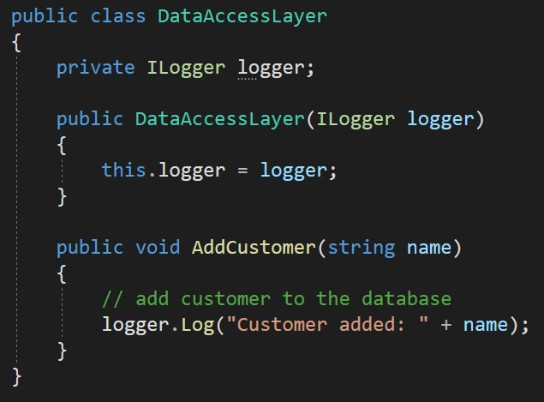 public class DataAccessLayer
{
    private ILogger logger;
    public DataAccessLayer(ILogger logger)
    {
        this.logger = logger;
    }
    public void AddCustomer(string name)
    {
        // add customer to the database
        logger.Log("Customer added: " + name);
    }
}